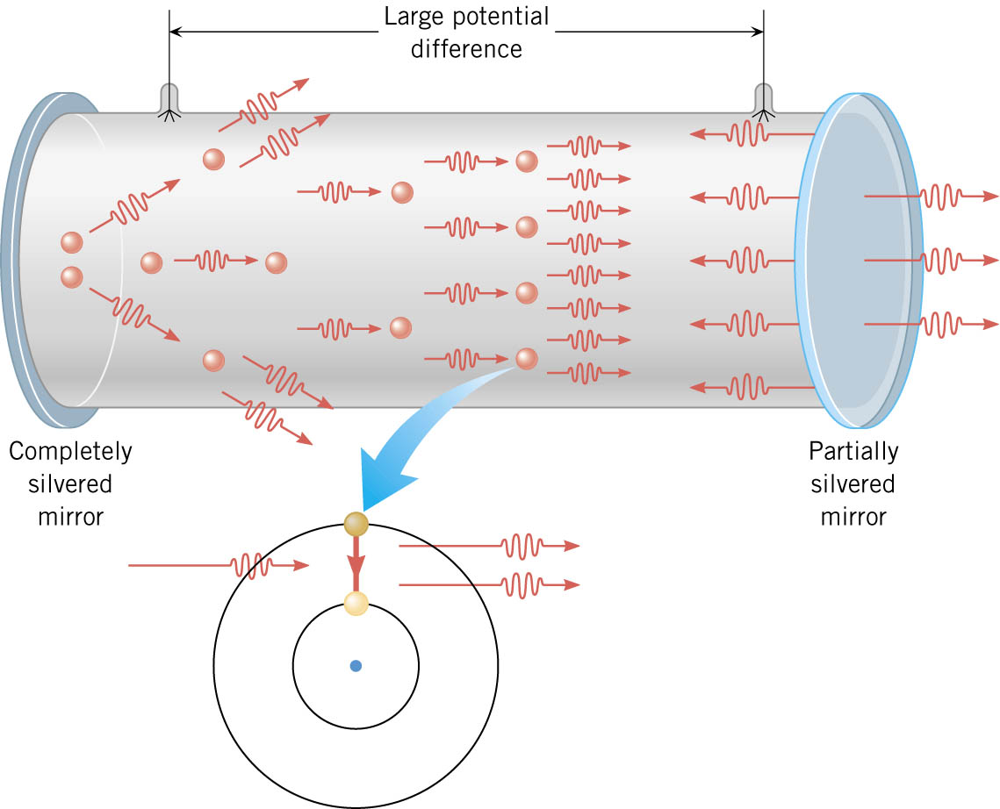 Large potential
difference
Completely
silvered
mirror
Partially
silvered
mirror